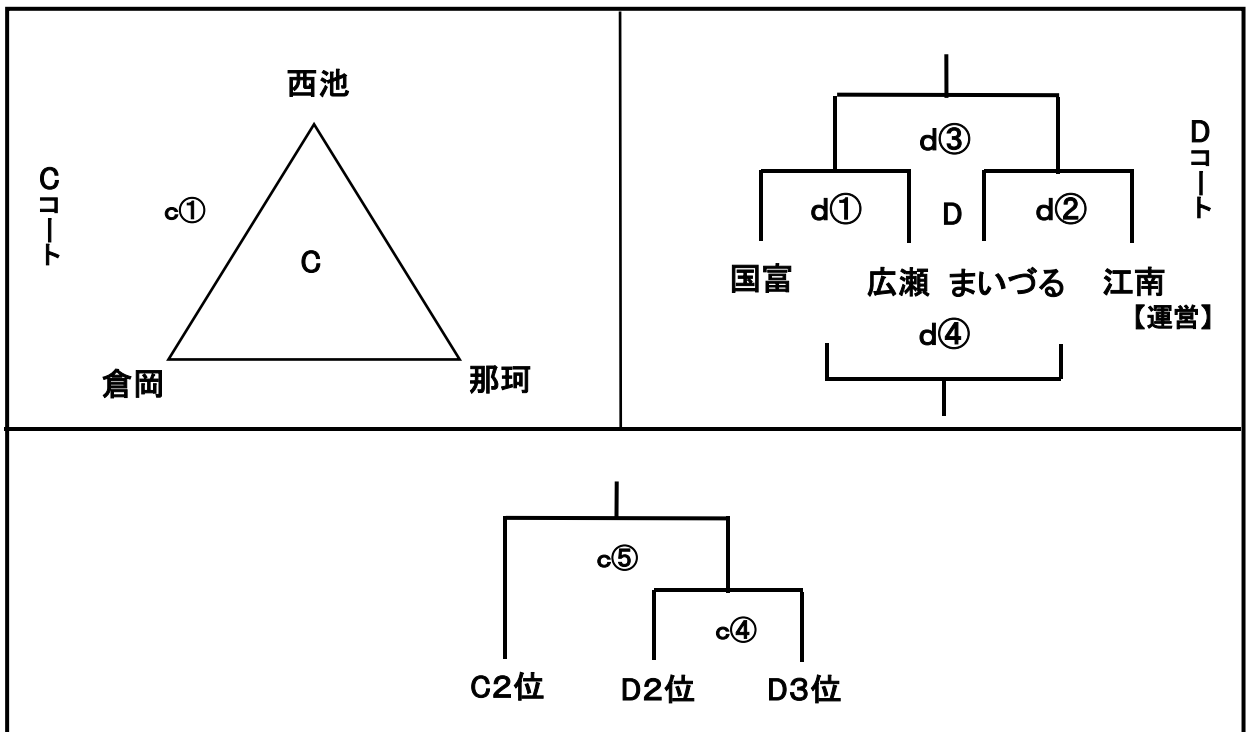 西池
Cコート
c①
C
倉岡
那珂
Dコート
d③
d①
D
d②
国富
広瀬
まいづる
江南
【運営】
d④
c⑤
c④
C2位
D2位
D3位